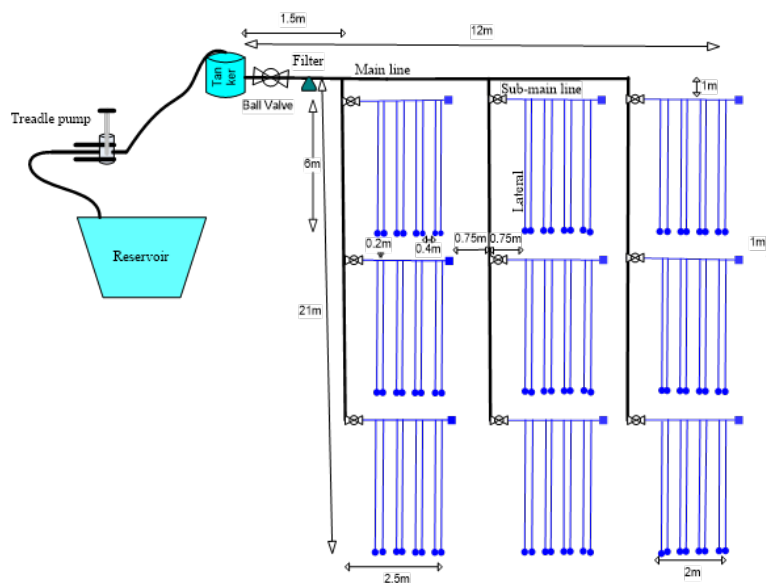 1.5m
12m
Filter
Main line
Tan
ker
Sub-main line
1m
Ball Valve
Treadle pump
6m
Lateral
0.2m
0.4m
0.75m
0.75m
1m
Reservoir
21m
2.5m
2m